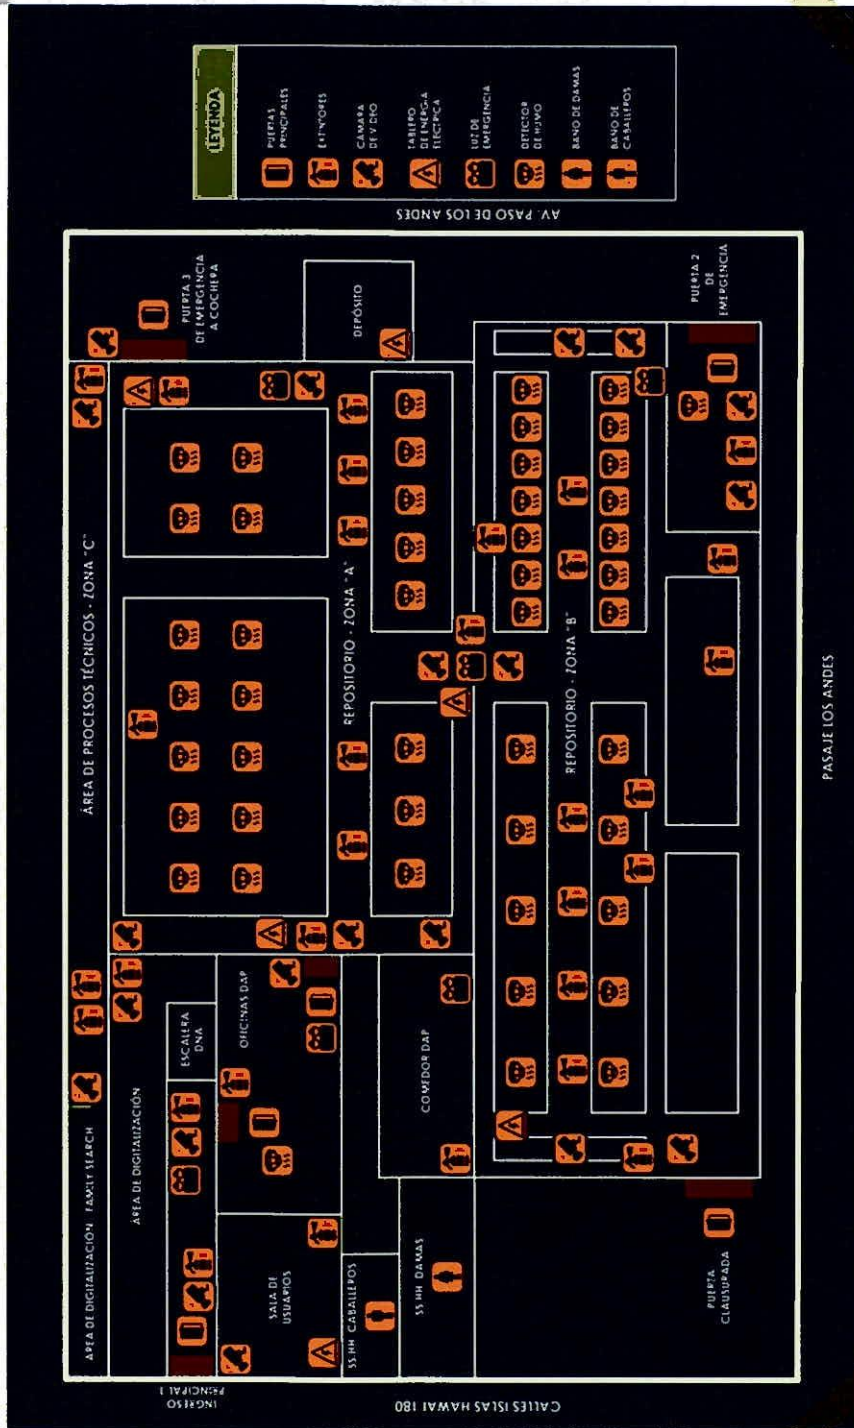 LEYENDA
PUERTAS
PRINCIPALES
EXTINTORES
CÁMARA
DE VIDEO
TABLERO
DE ENERGIA
ELECTRICA
LUZ DE
EMERGENCIA
DETECTOR
DE HUMO
BAÑO DE DAMAS
BAÑO DE
CABALLEROS
AV. PASO DE LOS ANDES
PUERTA 3
DE EMERGENCIA
A COCHERA
DEPÓSITO
PUERTA 2
DE
EMERGENCIA
ÁREA DE PROCESOS TÉCNICOS - ZONA "C"
REPOSITORIO - ZONA "A"
REPOSITORIO - ZONA "B"
PASAJE LOS ANDES
ÁREA DE DIGITALIZACIÓN FAMILY SEARCH
ÁREA DE DIGITALIZACIÓN
ESCALERA
DNA
OFICINAS DAP
COMEDOR DAP
SALA DE
USUARIOS
SS.HH CABALLEROS
SS.HH DAMAS
PUERTA
CLAUSURADA
INGRESO
PRINCIPAL 1
CALLES ISLAS HAWAI 180